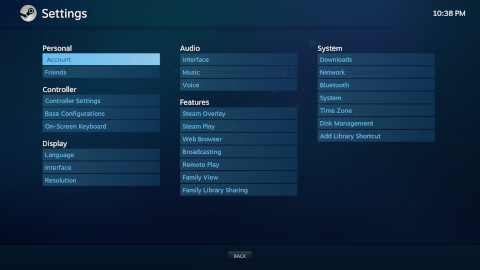 Settings
10:38 PM
Personal
Account
Friends
Controller
Controller Settings
Base Configurations
On-Screen Keyboard
Display
Language
Interface
Resolution
Audio
Interface
Music
Voice
Features
Steam Overlay
Steam Play
Web Browser
Broadcasting
Remote Play
Family View
Family Library Sharing
System
Downloads
Network
Bluetooth
System
Time Zone
Disk Management
Add Library Shortcut
BACK